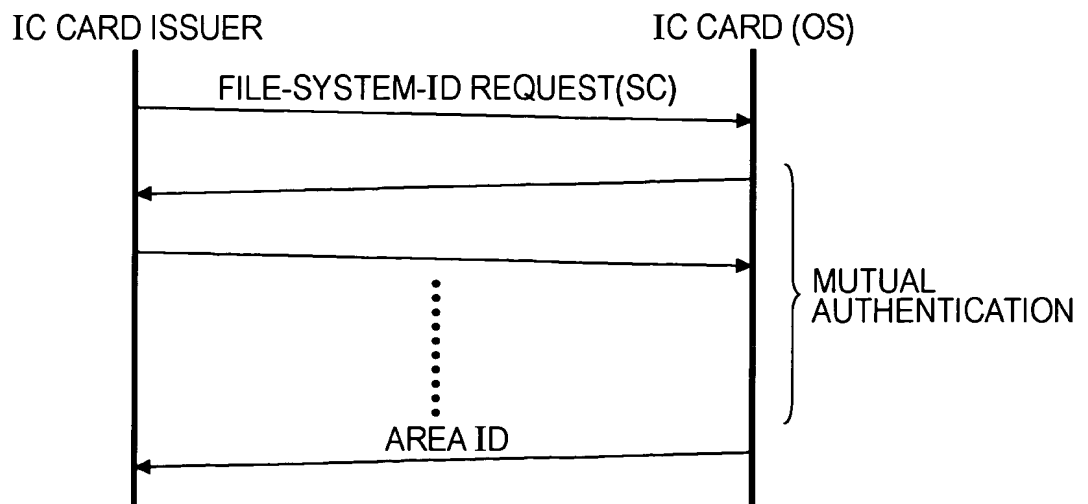 IC CARD ISSUER
IC CARD (OS)
FILE-SYSTEM-ID REQUEST(SC)
MUTUAL
AUTHENTICATION
AREA ID